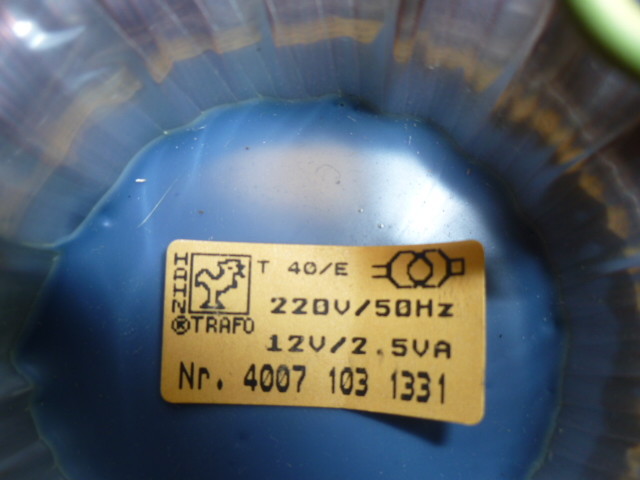 HAHN
® TRAFO
T 40/E
220V/50Hz
12V/2.5VA
Nr. 4007 103 1331